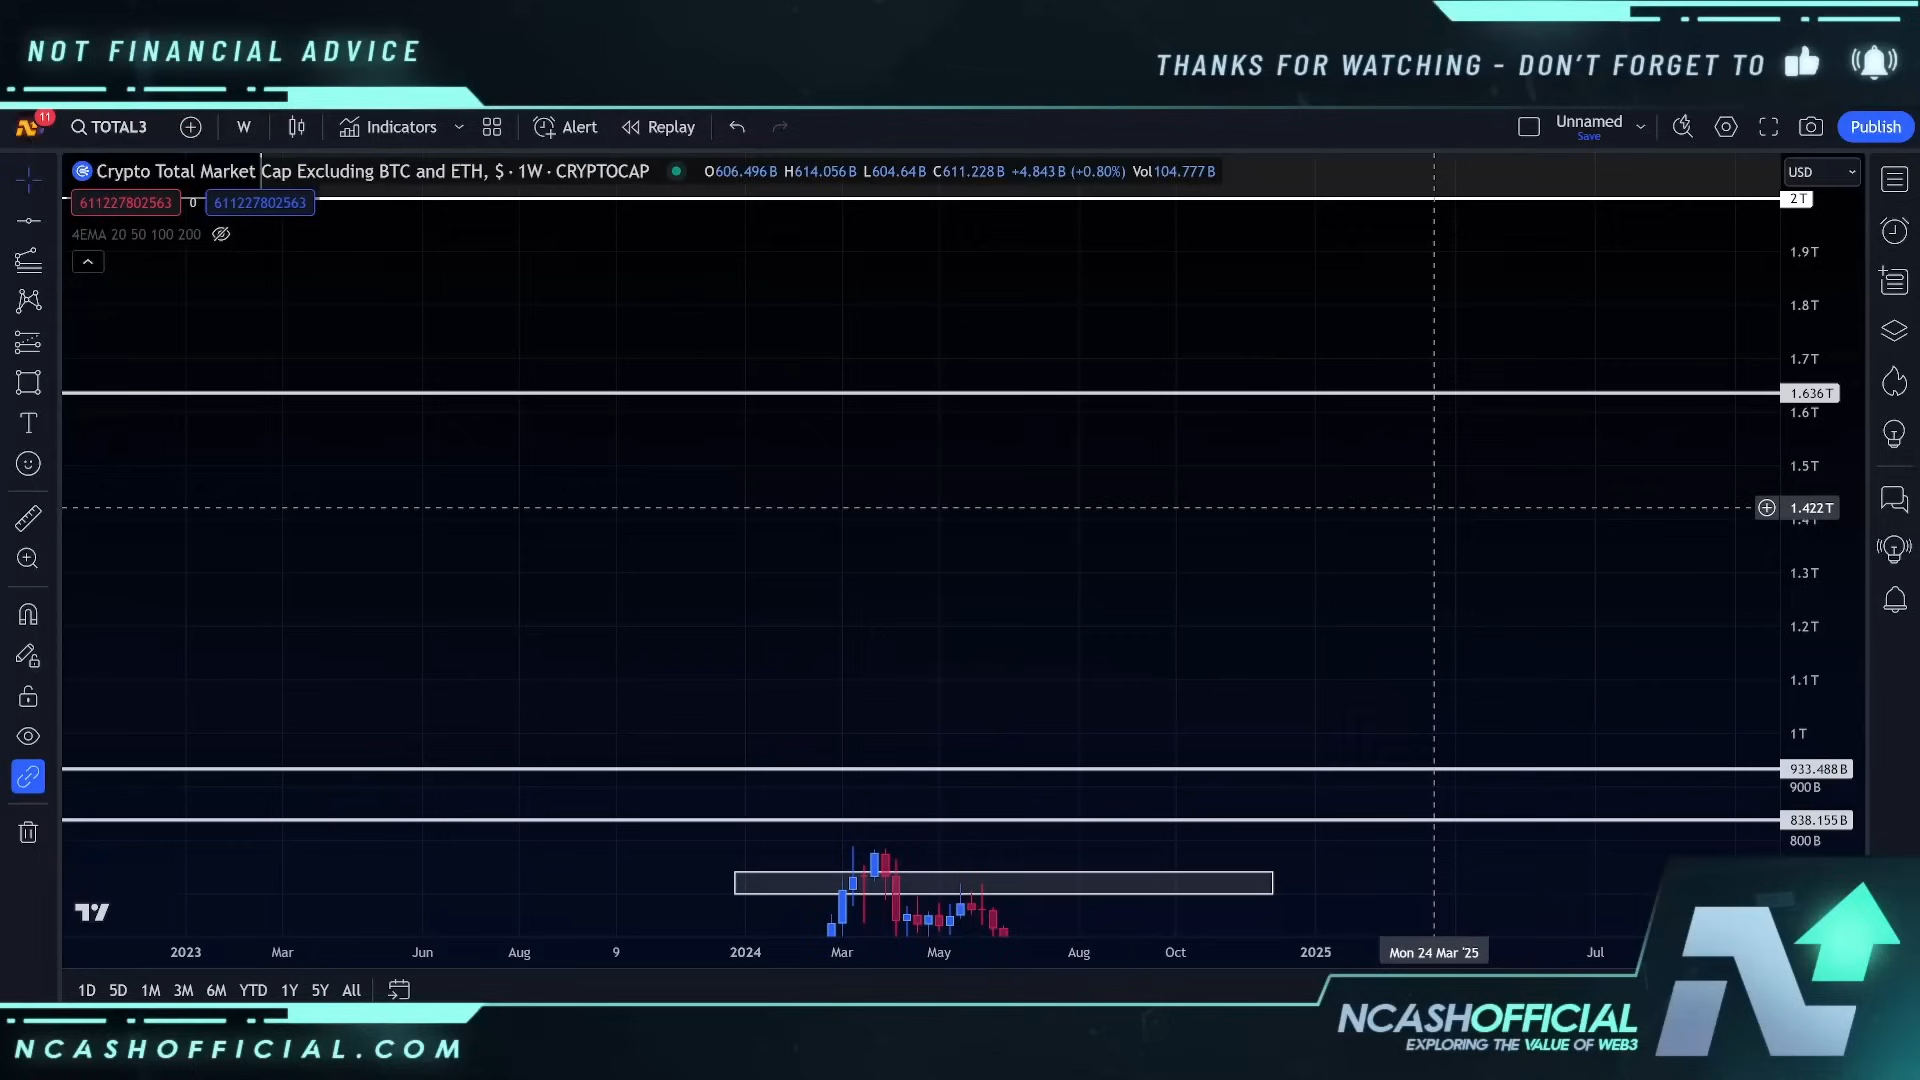 NOT FINANCIAL ADVICE
THANKS FOR WATCHING - DON'T FORGET TO
11
TOTAL3
W
Indicators
Alert
Replay
Unnamed
Save
Publish
Crypto Total Market Cap Excluding BTC and ETH, $ · 1W · CRYPTOCAP
O606.496B H614.056B L604.64B C611.228B +4.843B (+0.80%) Vol104.777B
USD
611227802563 0 611227802563
4EMA 20 50 100 200
2T
1.9T
1.8T
1.7T
1.636T
1.6T
1.5T
1.422T
1.4T
1.3T
1.2T
1.1T
1T
933.488B
900B
838.155B
800B
2023 Mar Jun Aug 9 2024 Mar May Aug Oct 2025 Mon 24 Mar '25 Jul
1D 5D 1M 3M 6M YTD 1Y 5Y All
NCASHOFFICIAL
EXPLORING THE VALUE OF WEB3
NCASHOFFICIAL.COM